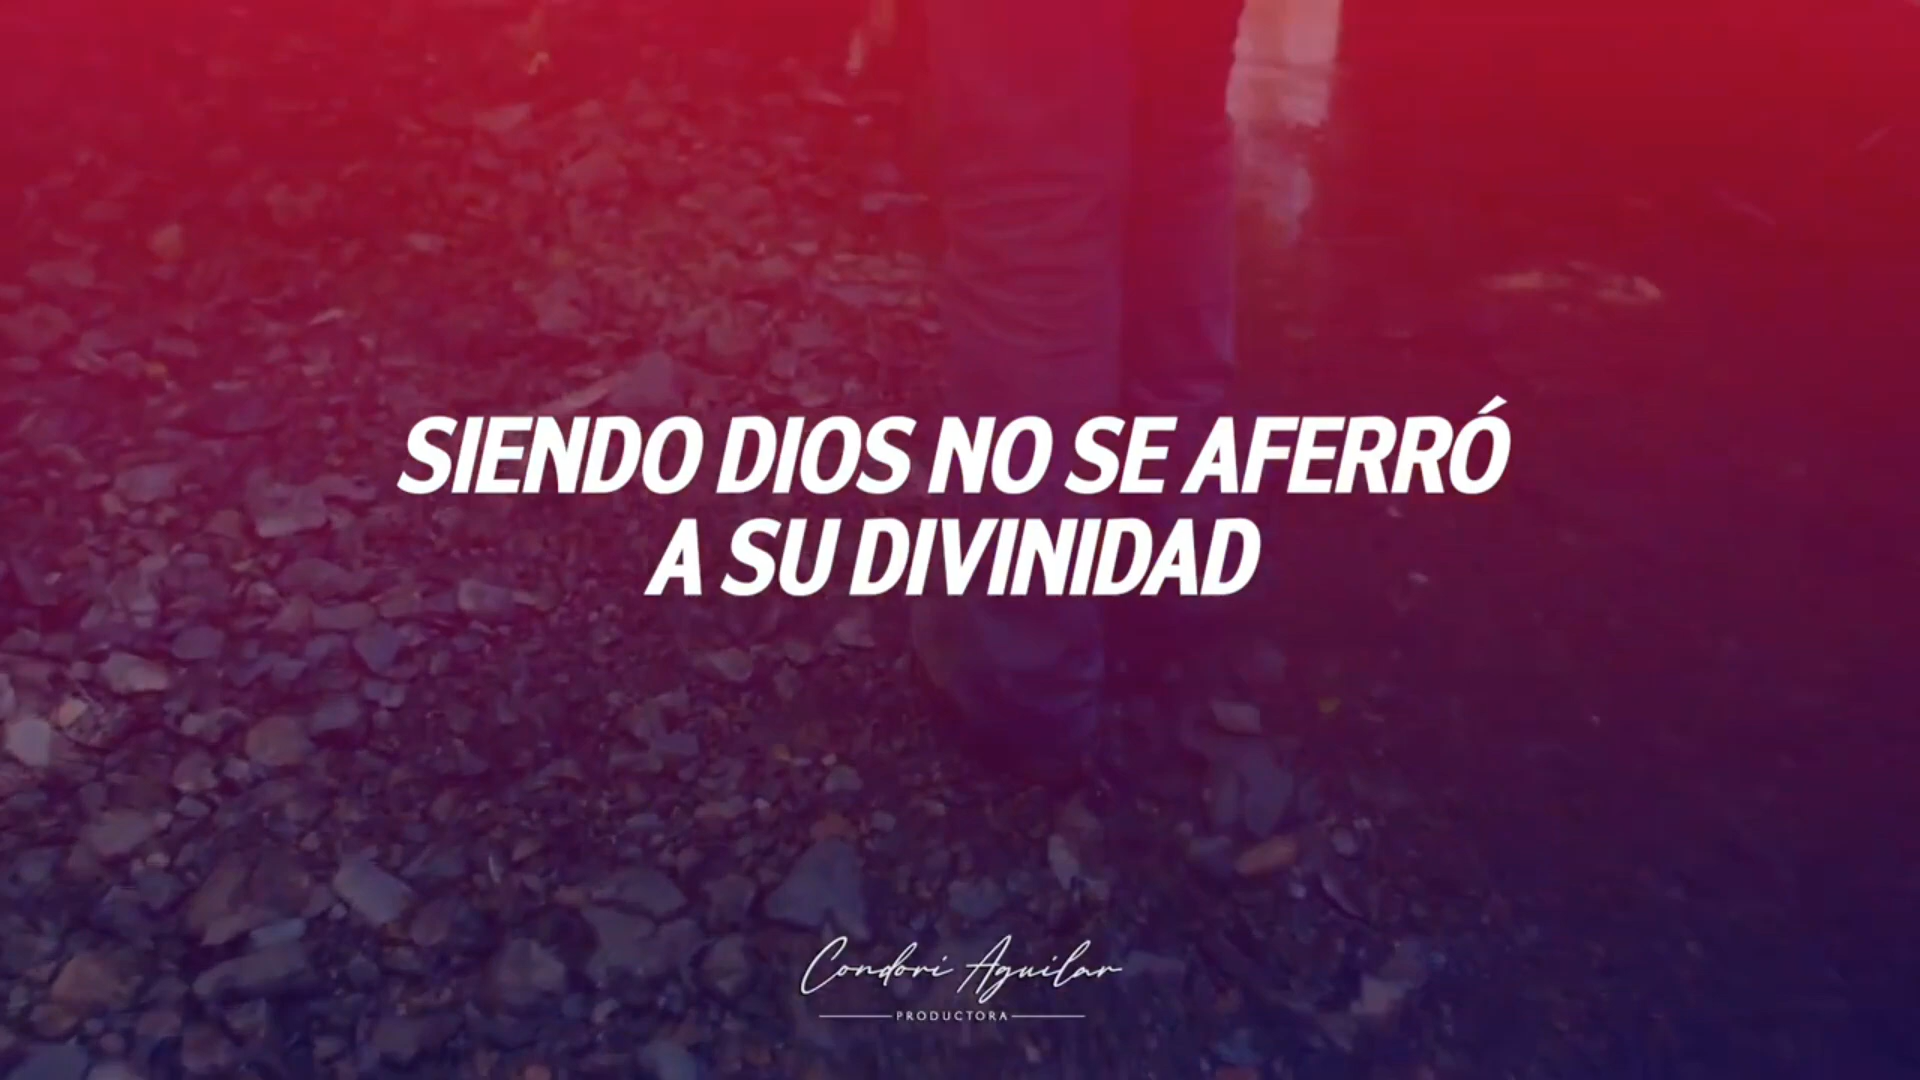 SIENDO DIOS NO SE AFERRÓ
A SU DIVINIDAD
Condori Aguilar
PRODUCTORA